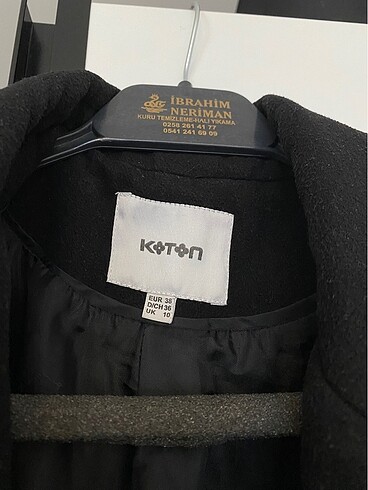 İBRAHİM
NERİMAN
KURU TEMİZLEME-HALI YIKAMA
0258 261 41 77
0541 241 69 09
KOTON
EUR 38
D/CH 36
UK 10